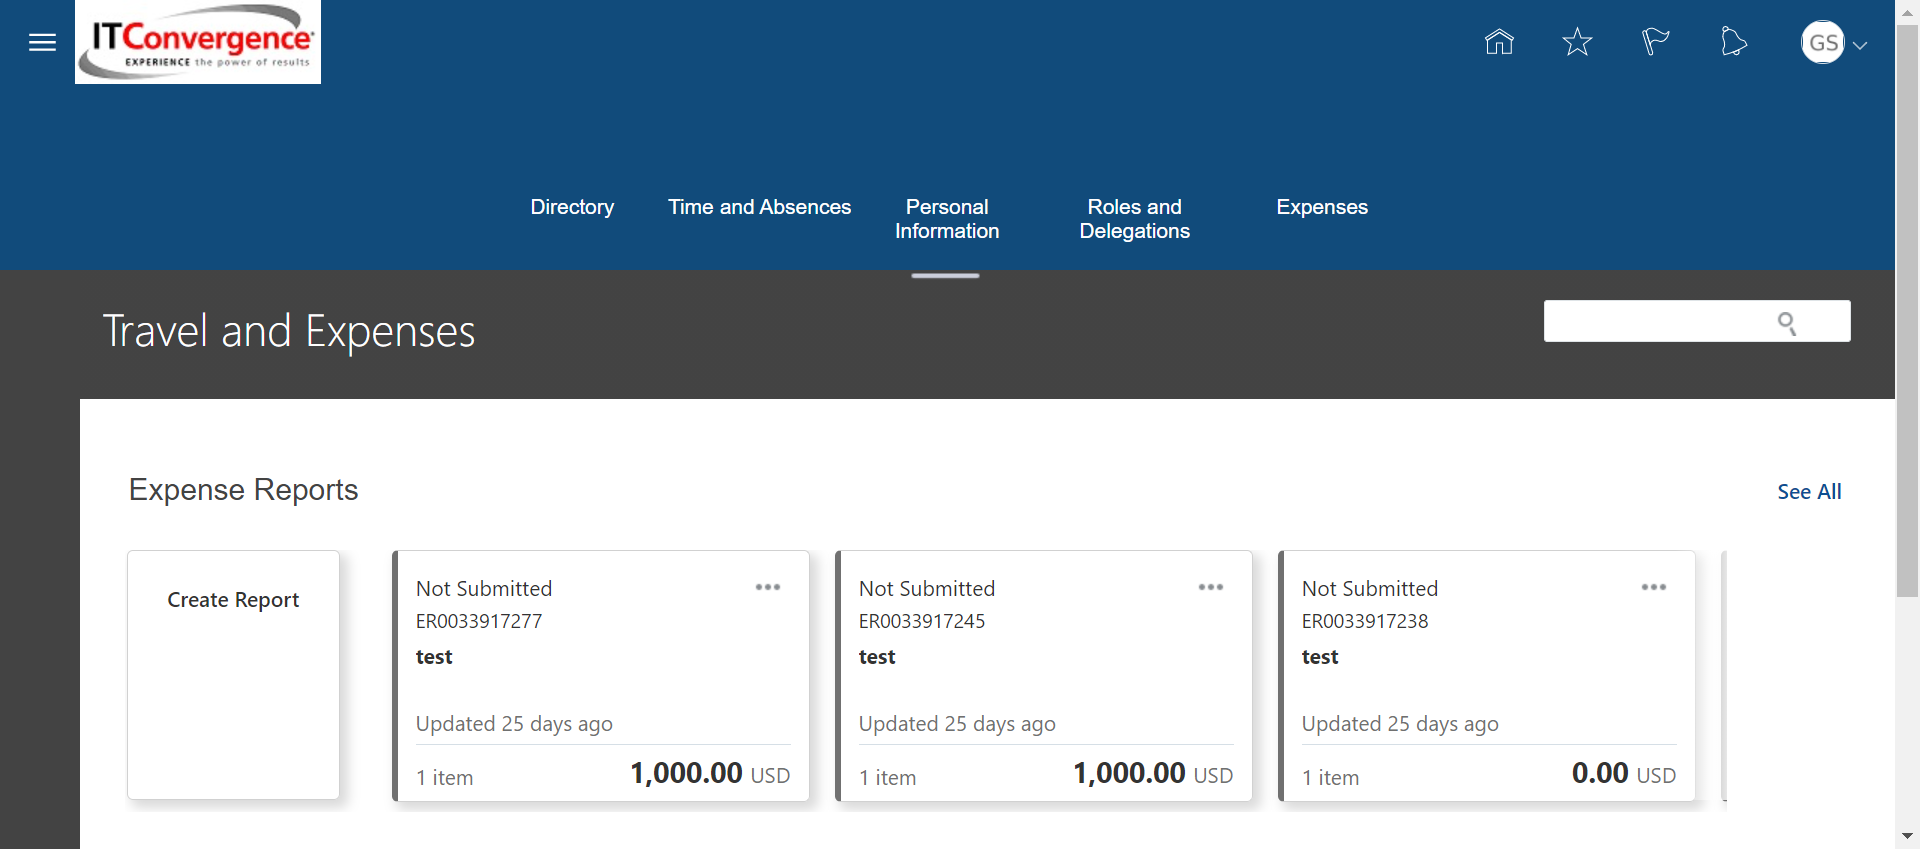 ITConvergence
EXPERIENCE the power of results
GS
Directory
Time and Absences
Personal
Information
Roles and
Delegations
Expenses
Travel and Expenses
Expense Reports
See All
Create Report
Not Submitted
ER0033917277
test
Updated 25 days ago
1 item
1,000.00 USD
Not Submitted
ER0033917245
test
Updated 25 days ago
1 item
1,000.00 USD
Not Submitted
ER0033917238
test
Updated 25 days ago
1 item
0.00 USD